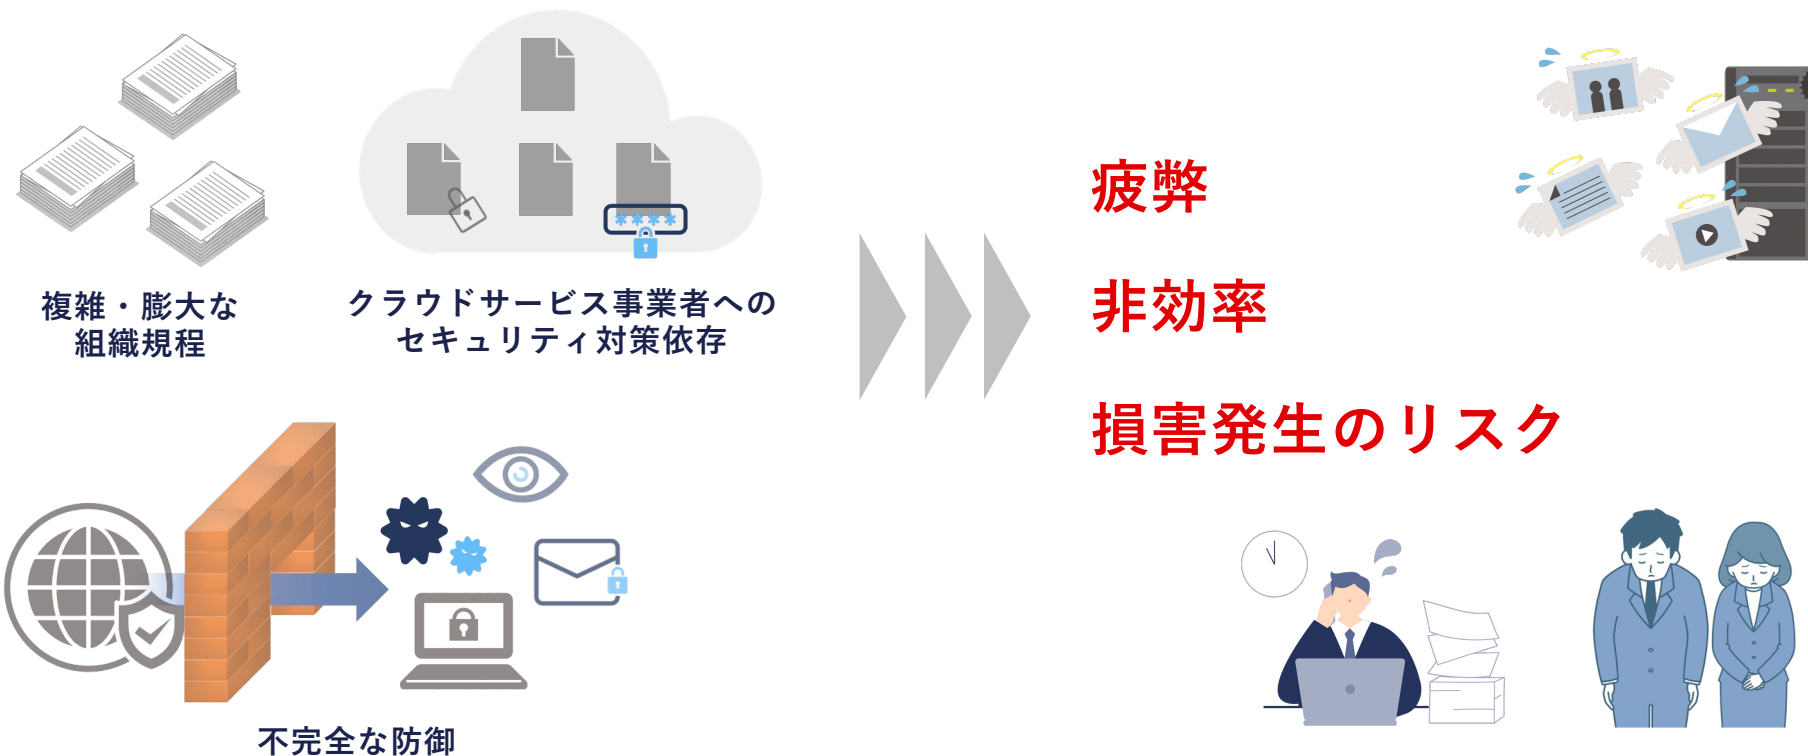 複雑・膨大な
組織規程
クラウドサービス事業者への
セキュリティ対策依存
****
不完全な防御
疲弊
非効率
損害発生のリスク